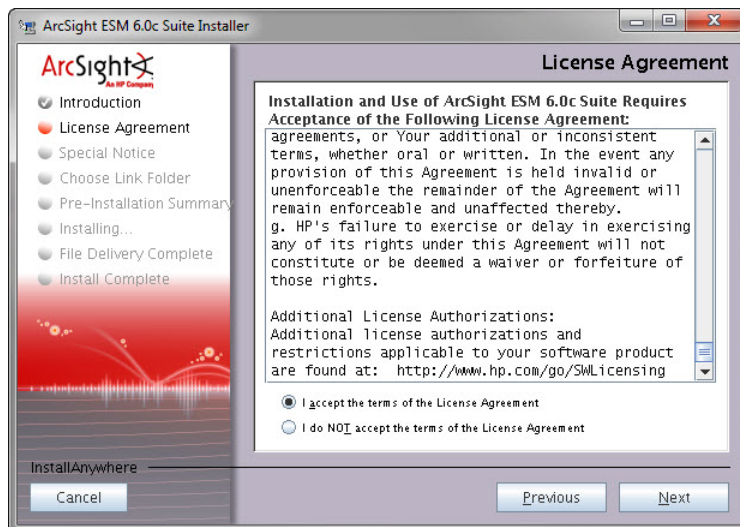 ArcSight ESM 6.0c Suite Installer
ArcSight
An HP Company
License Agreement
Introduction
License Agreement
Special Notice
Choose Link Folder
Pre-Installation Summary
Installing...
File Delivery Complete
Install Complete
Installation and Use of ArcSight ESM 6.0c Suite Requires
Acceptance of the Following License Agreement:
agreements, or Your additional or inconsistent
terms, whether oral or written. In the event any
provision of this Agreement is held invalid or
unenforceable the remainder of the Agreement will
remain enforceable and unaffected thereby.
g. HP's failure to exercise or delay in exercising
any of its rights under this Agreement will not
constitute or be deemed a waiver or forfeiture of
those rights.
Additional License Authorizations:
Additional license authorizations and
restrictions applicable to your software product
are found at:  http://www.hp.com/go/SWLicensing
I accept the terms of the License Agreement
I do NOT accept the terms of the License Agreement
InstallAnywhere
Cancel
Previous
Next